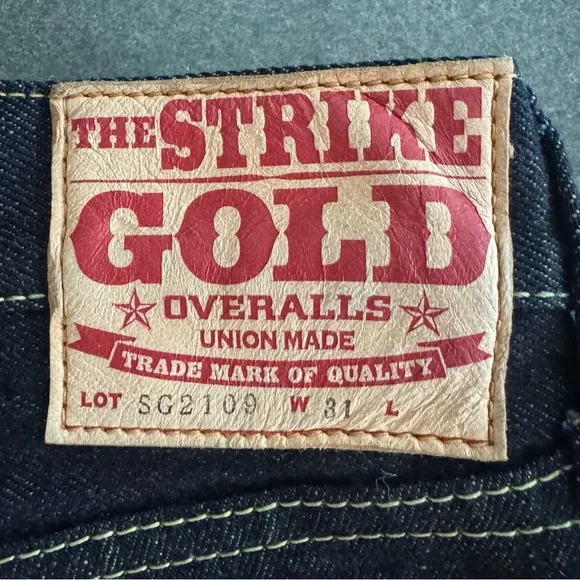 THE STRIKE
GOLD
OVERALLS
UNION MADE
TRADE MARK OF QUALITY
LOT SG2109 W 31 L